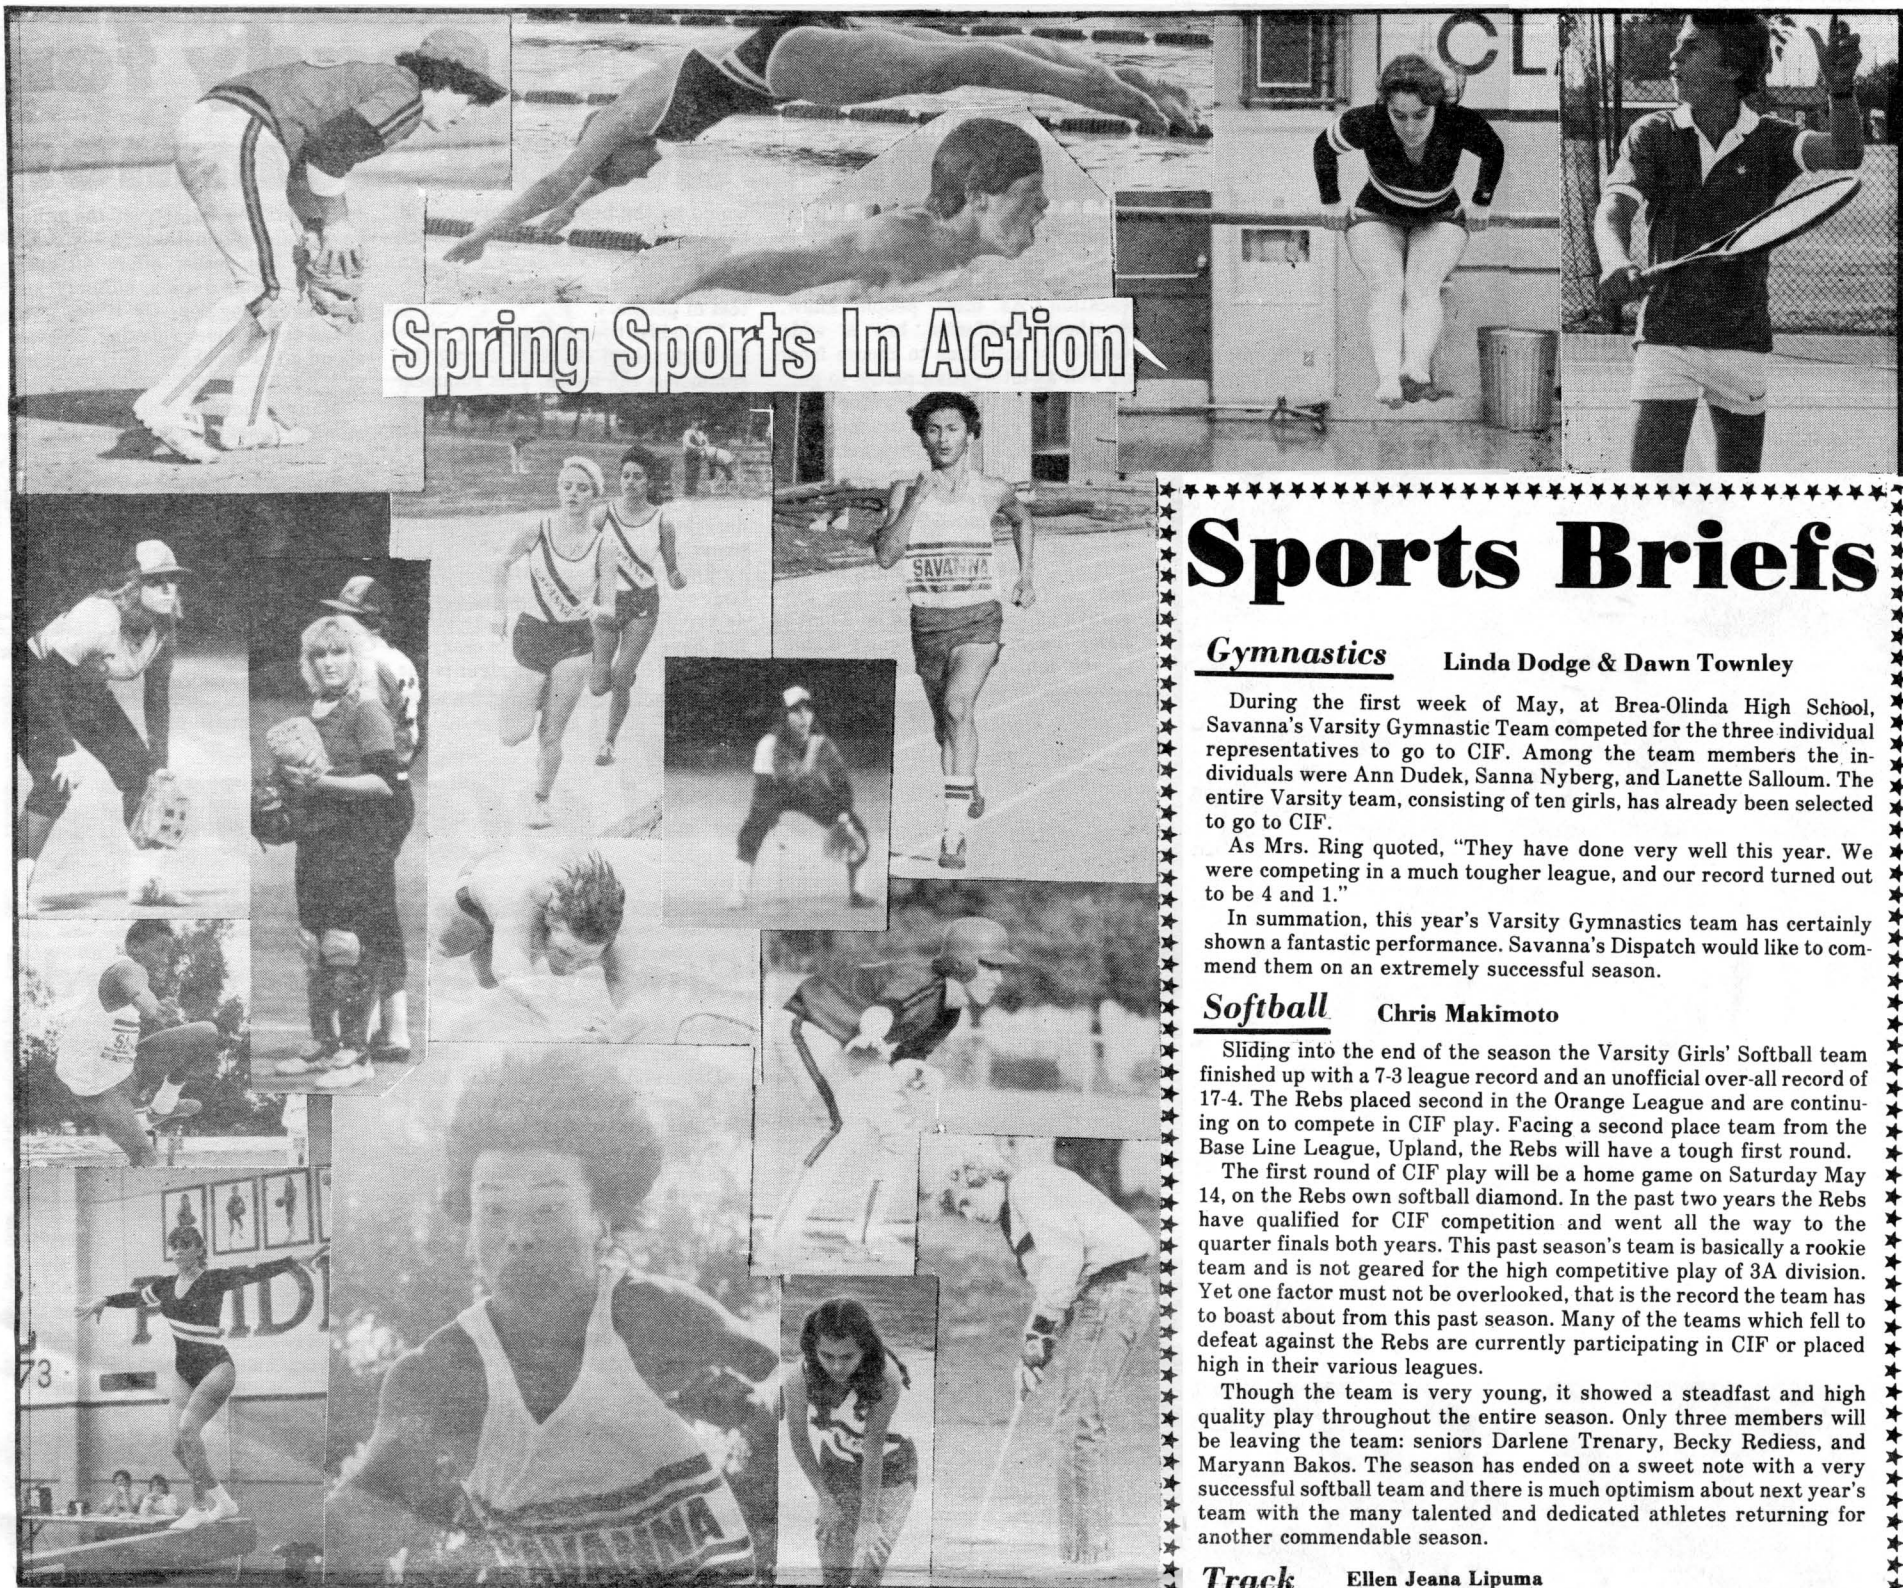 CL
Spring Sports In Action
SAVANNA
Sports Briefs
Gymnastics Linda Dodge & Dawn Townley
During the first week of May, at Brea-Olinda High School,
Savanna's Varsity Gymnastic Team competed for the three individual
representatives to go to CIF. Among the team members the in-
dividuals were Ann Dudek, Sanna Nyberg, and Lanette Salloum. The
entire Varsity team, consisting of ten girls, has already been selected
to go to CIF.
As Mrs. Ring quoted, "They have done very well this year. We
were competing in a much tougher league, and our record turned out
to be 4 and 1."
In summation, this year's Varsity Gymnastics team has certainly
shown a fantastic performance. Savanna's Dispatch would like to com-
mend them on an extremely successful season.
Softball Chris Makimoto
Sliding into the end of the season the Varsity Girls' Softball team
finished up with a 7-3 league record and an unofficial over-all record of
17-4. The Rebs placed second in the Orange League and are continu-
ing on to compete in CIF play. Facing a second place team from the
Base Line League, Upland, the Rebs will have a tough first round.
The first round of CIF play will be a home game on Saturday May
14, on the Rebs own softball diamond. In the past two years the Rebs
have qualified for CIF competition and went all the way to the
quarter finals both years. This past season's team is basically a rookie
team and is not geared for the high competitive play of 3A division.
Yet one factor must not be overlooked, that is the record the team has
to boast about from this past season. Many of the teams which fell to
defeat against the Rebs are currently participating in CIF or placed
high in their various leagues.
Though the team is very young, it showed a steadfast and high
quality play throughout the entire season. Only three members will
be leaving the team: seniors Darlene Trenary, Becky Rediess, and
Maryann Bakos. The season has ended on a sweet note with a very
successful softball team and there is much optimism about next year's
team with the many talented and dedicated athletes returning for
another commendable season.
Track Ellen Jeana Lipuma
73
SAVANNA